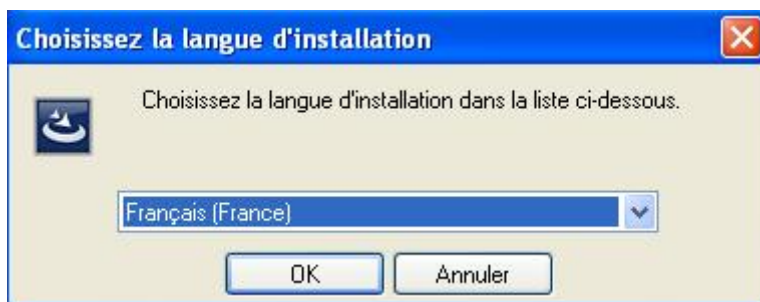 Choisissez la langue d'installation
Choisissez la langue d'installation dans la liste ci-dessous.
Français (France)
OK
Annuler